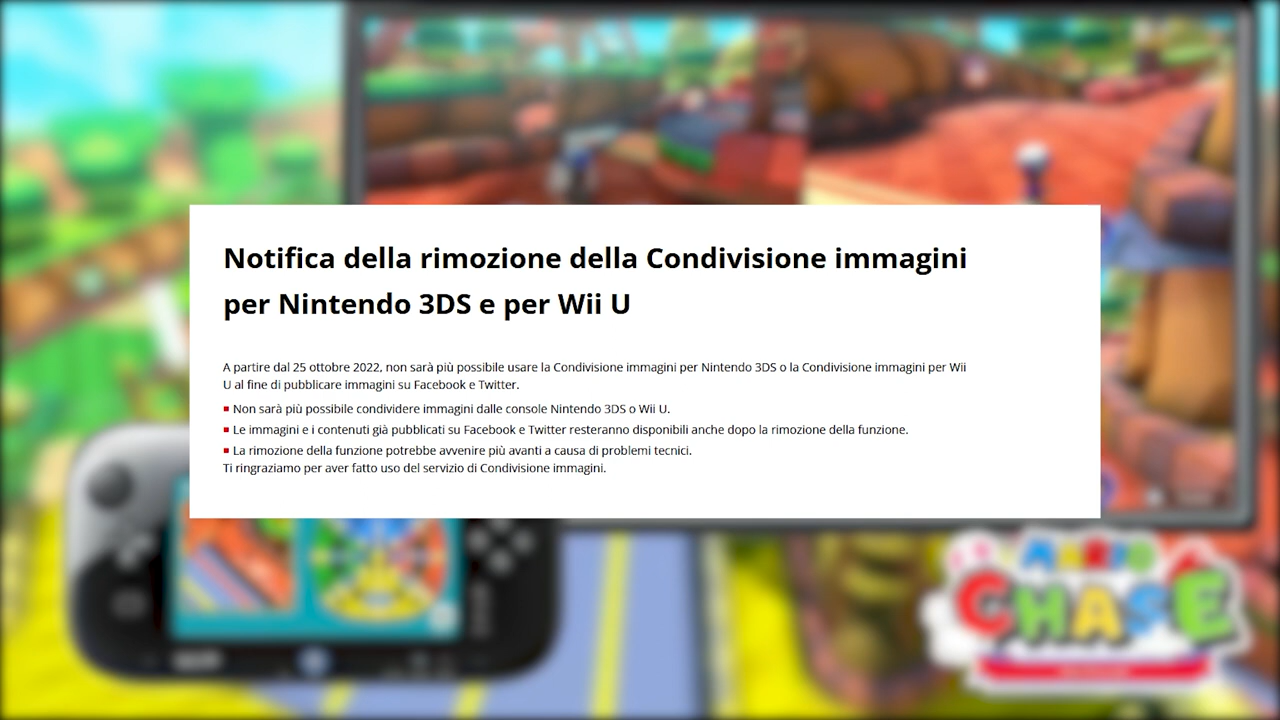 Notifica della rimozione della Condivisione immagini
per Nintendo 3DS e per Wii U
A partire dal 25 ottobre 2022, non sarà più possibile usare la Condivisione immagini per Nintendo 3DS o la Condivisione immagini per Wii
U al fine di pubblicare immagini su Facebook e Twitter.
Non sarà più possibile condividere immagini dalle console Nintendo 3DS o Wii U.
Le immagini e i contenuti già pubblicati su Facebook e Twitter resteranno disponibili anche dopo la rimozione della funzione.
La rimozione della funzione potrebbe avvenire più avanti a causa di problemi tecnici.
Ti ringraziamo per aver fatto uso del servizio di Condivisione immagini.
MARIO
CHASE